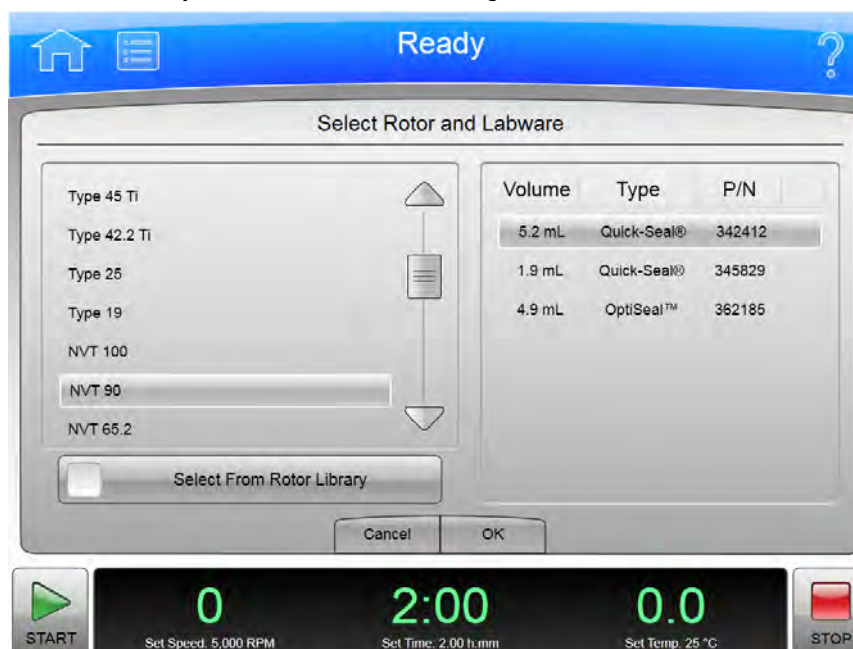 Ready
Select Rotor and Labware
Type 45 Ti
Type 42.2 Ti
Type 25
Type 19
NVT 100
NVT 90
NVT 65.2
Select From Rotor Library
Volume Type P/N
5.2 mL Quick-Seal® 342412
1.9 mL Quick-Seal® 345829
4.9 mL OptiSeal™ 362185
Cancel OK
START
0
Set Speed. 5,000 RPM
2:00
Set Time: 2.00 h:mm
0.0
Set Temp. 25 °C
STOP